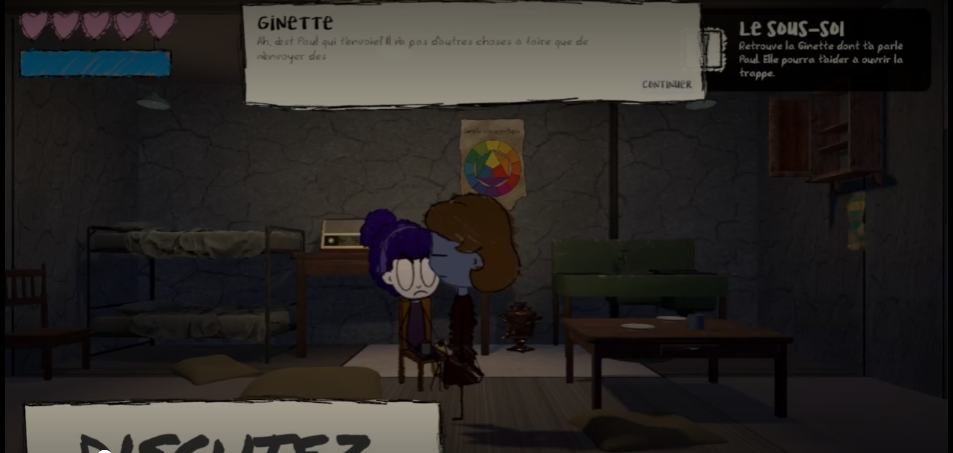 GINETTE
Ah, c'est Paul qui t'envoie! Il n'a pas d'autres choses à faire que de
m'envoyer des
CONTINUER
LE SOUS-SOL
Retrouve la Ginette dont t'a parle
Paul. Elle pourra t'aider à ouvrir la
trappe.
DISCUTEZ